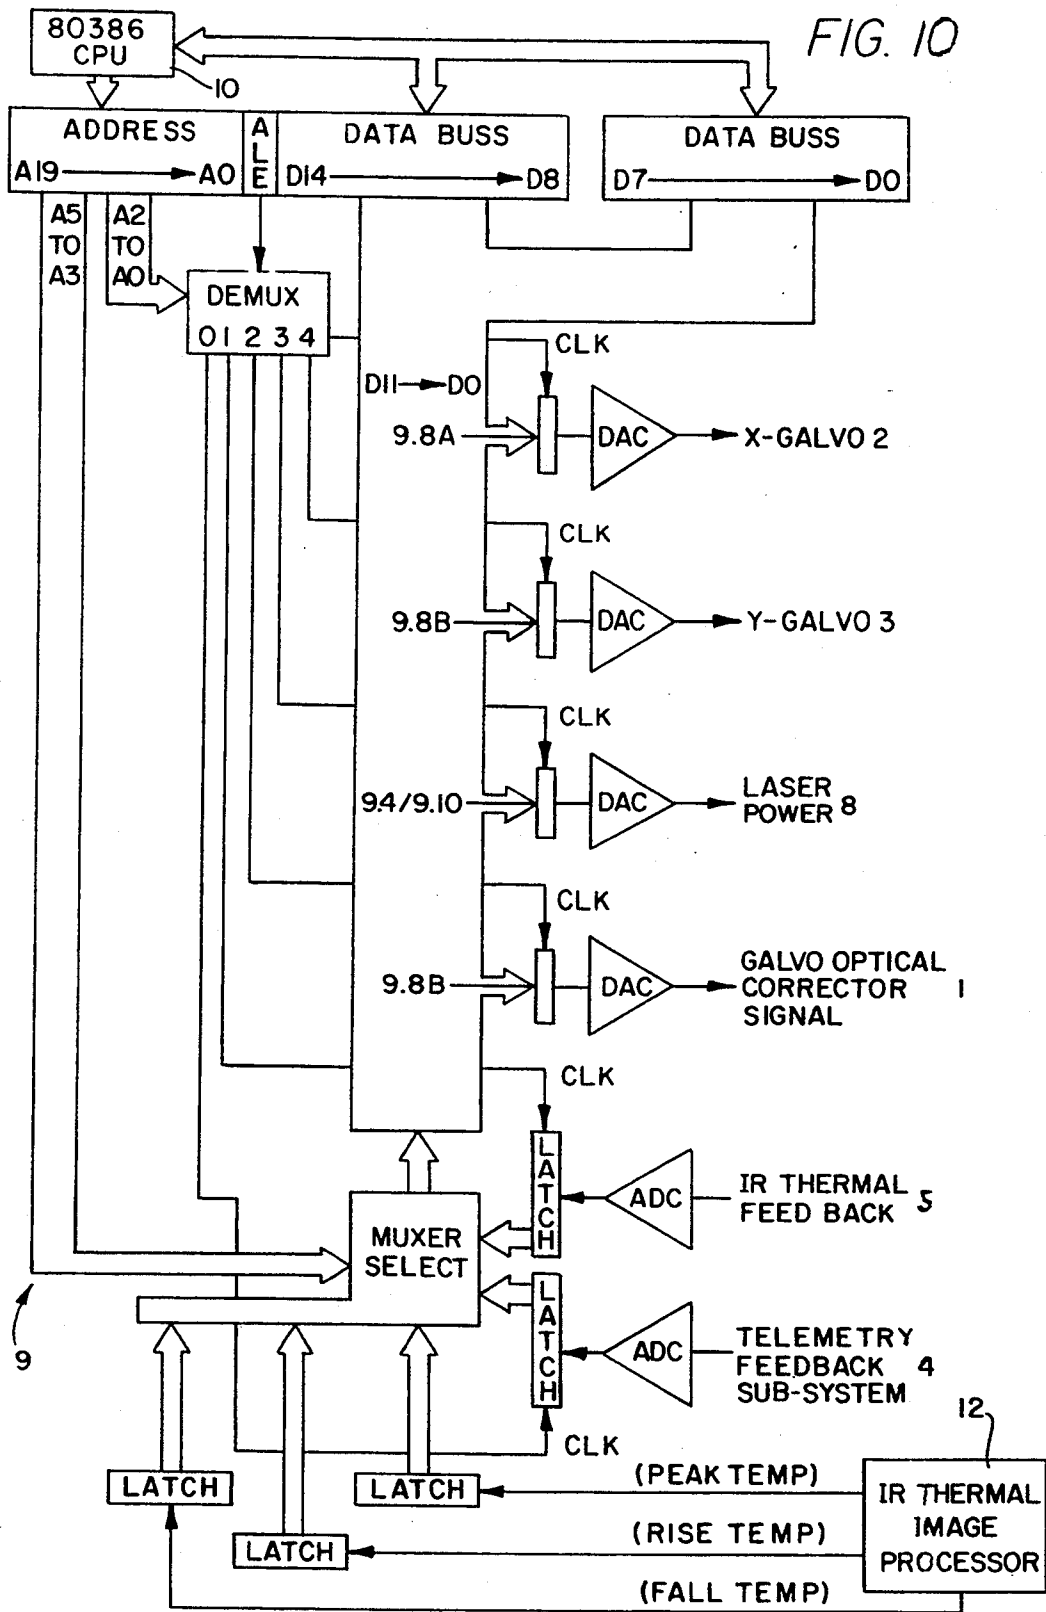 FIG. 10
80386
CPU
10
ADDRESS
A19 A0
ALE
DATA BUSS
D14 D8
DATA BUSS
D7 D0
A5
TO
A3
A2
TO
A0
DEMUX
0 1 2 3 4
D11 D0
CLK
9.8A
DAC
X-GALVO 2
CLK
9.8B
DAC
Y-GALVO 3
CLK
9.4/9.10
DAC
LASER
POWER 8
CLK
9.8B
DAC
GALVO OPTICAL
CORRECTOR 1
SIGNAL
CLK
LATCH
ADC
IR THERMAL
FEED BACK 5
MUXER
SELECT
LATCH
ADC
TELEMETRY
FEEDBACK 4
SUB-SYSTEM
9
CLK
12
LATCH
LATCH
(PEAK TEMP)
IR THERMAL
IMAGE
PROCESSOR
LATCH
(RISE TEMP)
(FALL TEMP)